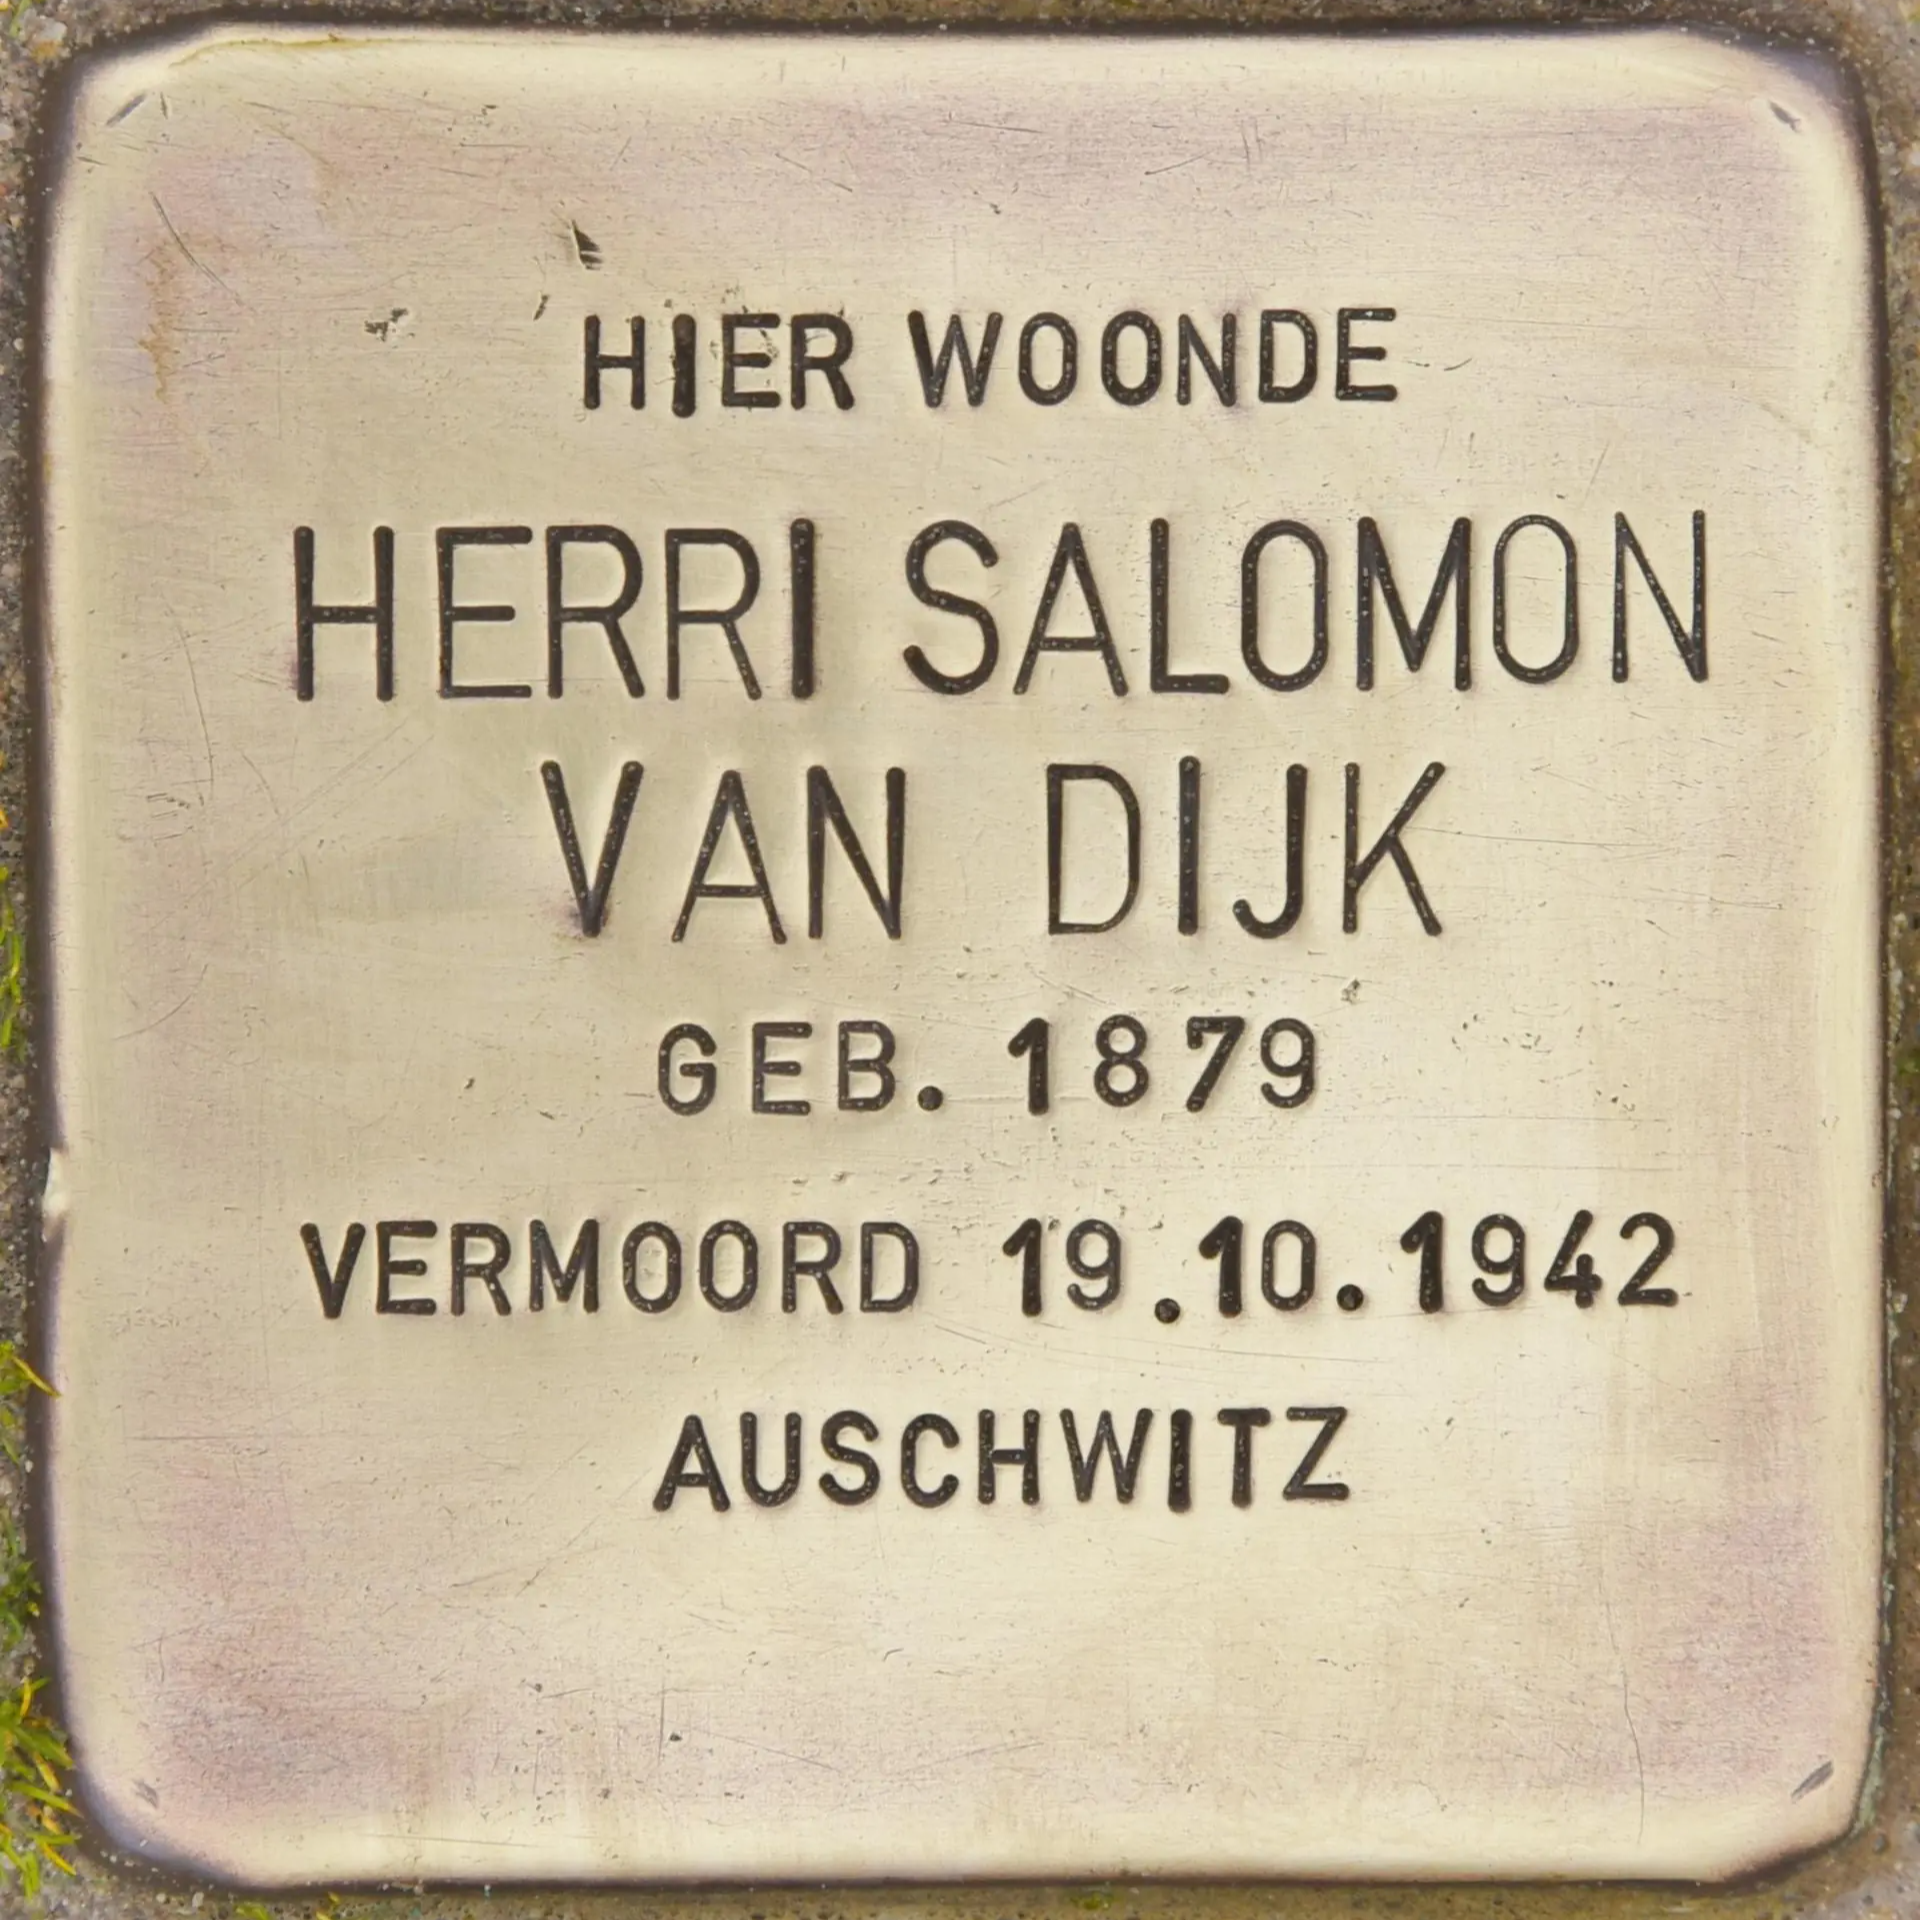 HIER WOONDE
HERRI SALOMON
VAN DIJK
GEB. 1879
VERMOORD 19.10.1942
AUSCHWITZ